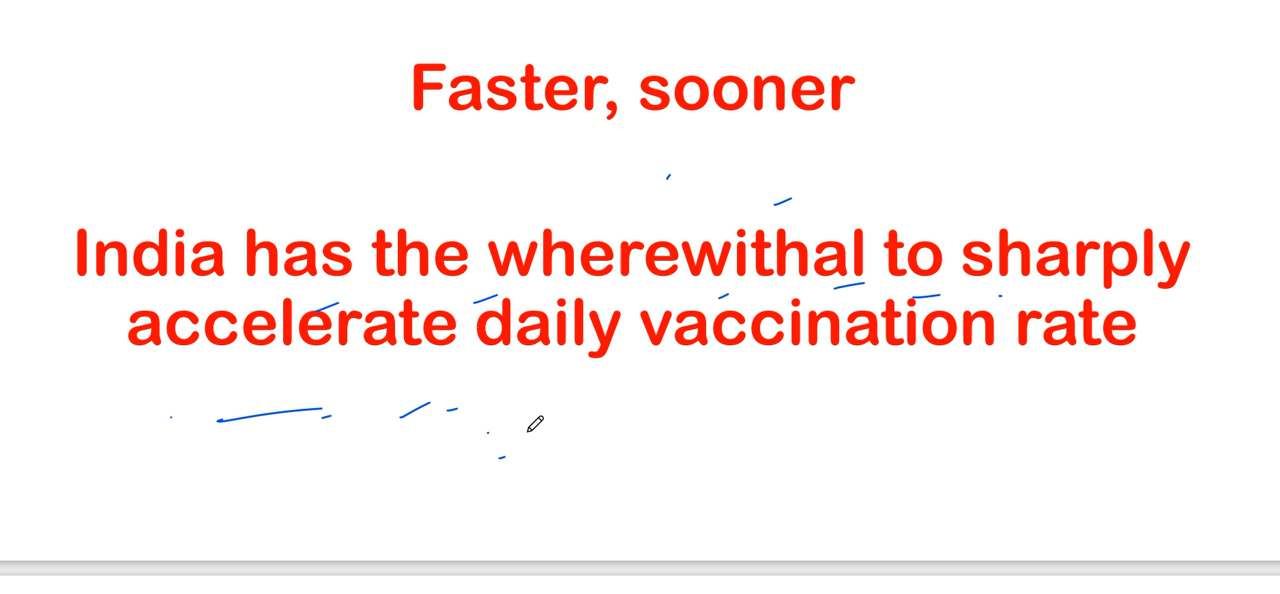 Faster, sooner
India has the wherewithal to sharply
accelerate daily vaccination rate